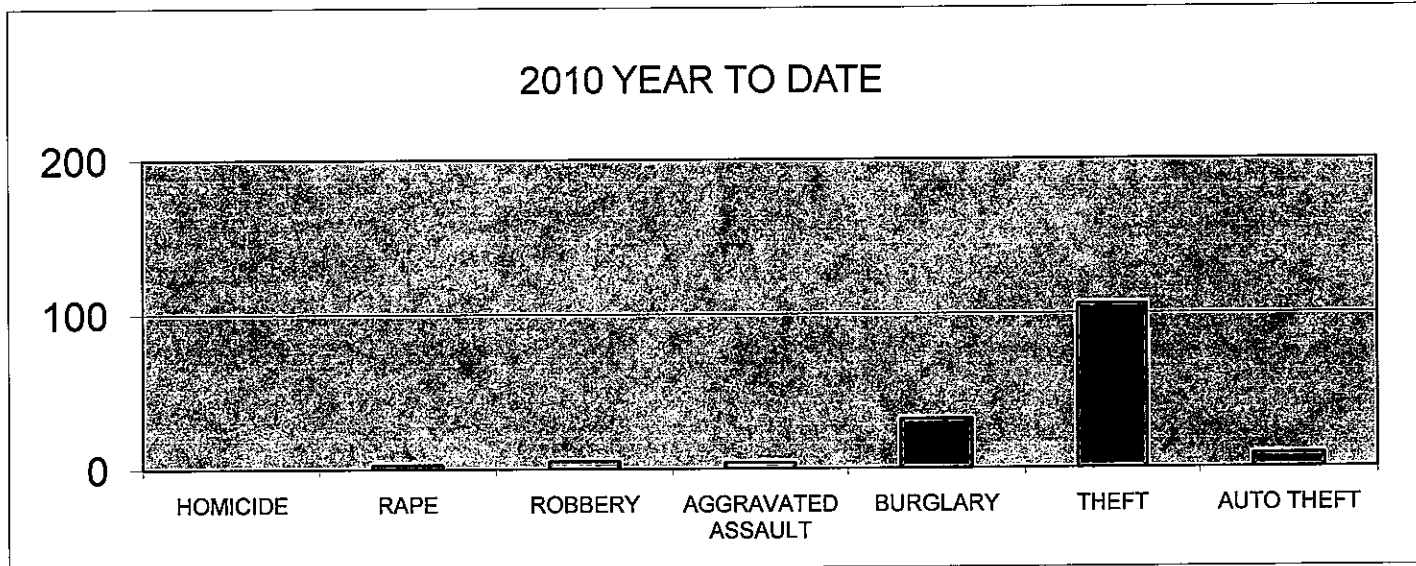 2010 YEAR TO DATE
200
100
0
HOMICIDE
RAPE
ROBBERY
AGGRAVATED
ASSAULT
BURGLARY
THEFT
AUTO THEFT